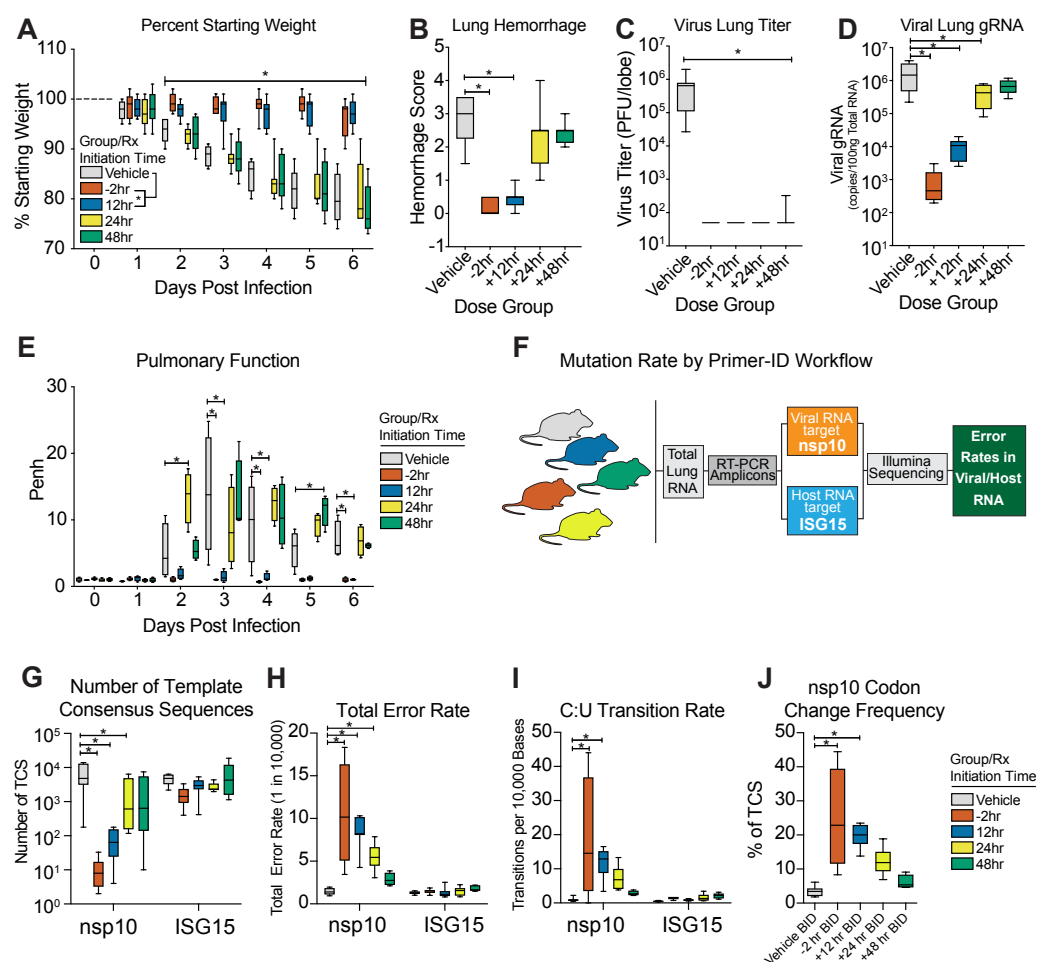 A
Percent Starting Weight
% Starting Weight
110
100
90
80
70
*
Group/Rx
Initiation Time
Vehicle
-2hr
12hr
24hr
48hr
*
0 1 2 3 4 5 6
Days Post Infection
B
Lung Hemorrhage
Hemorrhage Score
5
4
3
2
1
0
-1
*
*
Vehicle
-2hr
+12hr
+24hr
+48hr
Dose Group
C
Virus Lung Titer
Virus Titer (PFU/lobe)
10⁷
10⁶
10⁵
10⁴
10³
10²
10¹
*
Vehicle
-2hr
+12hr
+24hr
+48hr
Dose Group
D
Viral Lung gRNA
Viral gRNA
(copies/100ng Total RNA)
10⁷
10⁶
10⁵
10⁴
10³
10²
10¹
*
*
*
Vehicle
-2hr
+12hr
+24hr
+48hr
Dose Group
E
Pulmonary Function
Penh
30
20
10
0
*
*
*
*
*
*
*
*
0 1 2 3 4 5 6
Days Post Infection
Group/Rx
Initiation Time
Vehicle
-2hr
12hr
24hr
48hr
F
Mutation Rate by Primer-ID Workflow
Total
Lung
RNA
RT-PCR
Amplicons
Viral RNA
target
nsp10
Host RNA
target
ISG15
Illumina
Sequencing
Error
Rates in
Viral/Host
RNA
G
Number of Template
Consensus Sequences
Number of TCS
10⁵
10⁴
10³
10²
10¹
10⁰
*
*
*
nsp10 ISG15
H
Total Error Rate
Total Error Rate (1 in 10,000)
20
15
10
5
0
*
*
*
nsp10 ISG15
I
C:U Transition Rate
Transitions per 10,000 Bases
50
40
30
20
10
0
*
*
nsp10 ISG15
J
nsp10 Codon
Change Frequency
% of TCS
50
40
30
20
10
0
*
*
Vehicle BID
-2 hr BID
+12 hr BID
+24 hr BID
+48 hr BID
Group/Rx
Initiation Time
Vehicle
-2hr
12hr
24hr
48hr